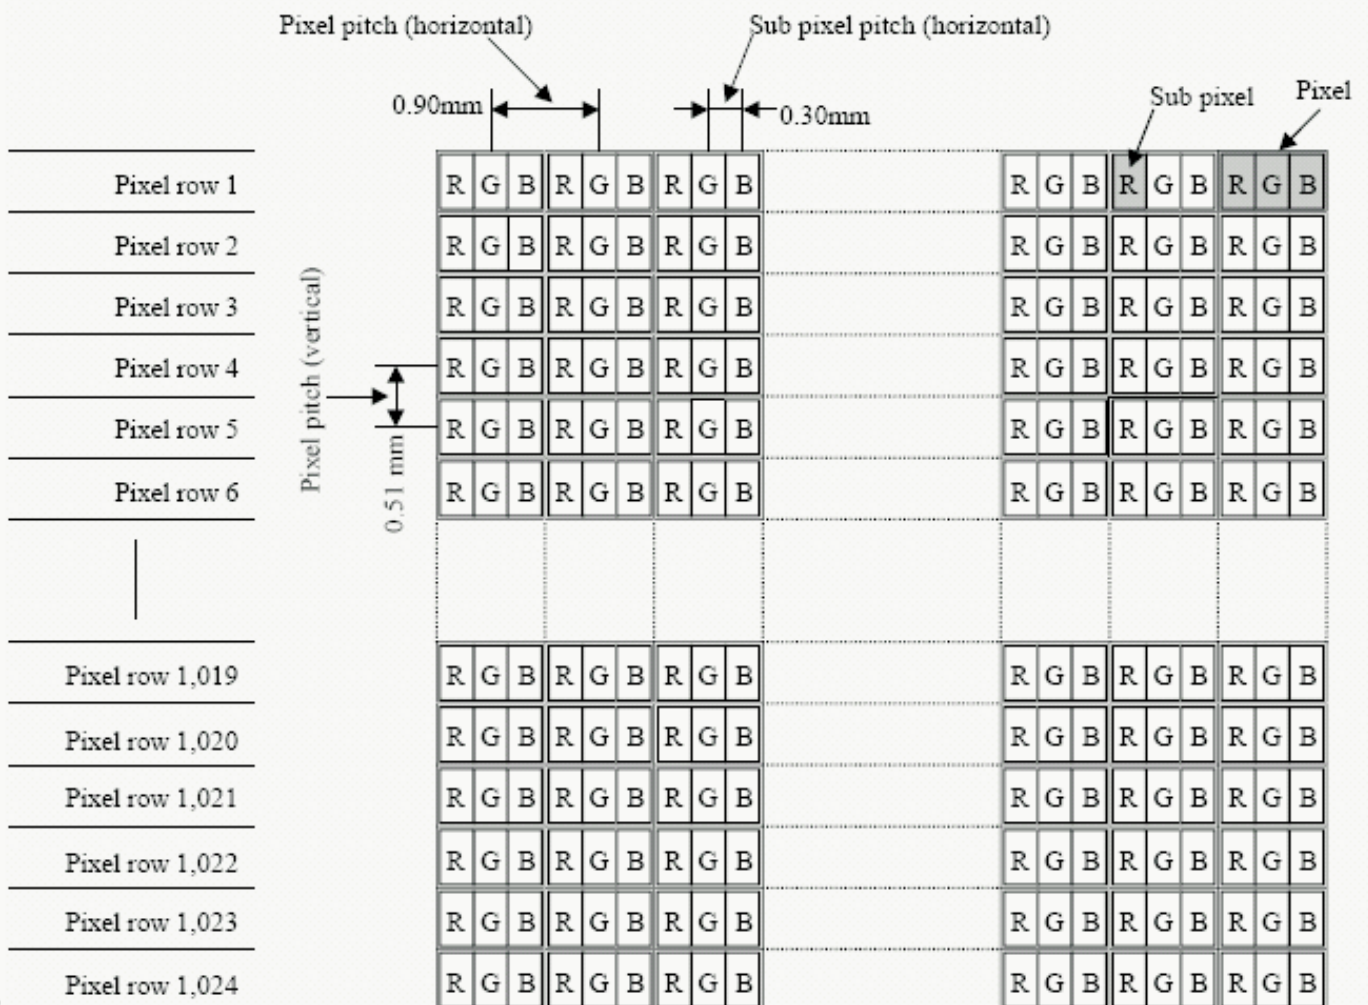 Pixel pitch (horizontal)
Sub pixel pitch (horizontal)
0.90mm
0.30mm
Sub pixel
Pixel
Pixel row 1
R G B R G B R G B R G B R G B R G B
Pixel row 2
R G B R G B R G B R G B R G B R G B
Pixel row 3
R G B R G B R G B R G B R G B R G B
Pixel row 4
R G B R G B R G B R G B R G B R G B
Pixel row 5
R G B R G B R G B R G B R G B R G B
Pixel row 6
R G B R G B R G B R G B R G B R G B
Pixel pitch (vertical)
0.51 mm
Pixel row 1,019
R G B R G B R G B R G B R G B R G B
Pixel row 1,020
R G B R G B R G B R G B R G B R G B
Pixel row 1,021
R G B R G B R G B R G B R G B R G B
Pixel row 1,022
R G B R G B R G B R G B R G B R G B
Pixel row 1,023
R G B R G B R G B R G B R G B R G B
Pixel row 1,024
R G B R G B R G B R G B R G B R G B